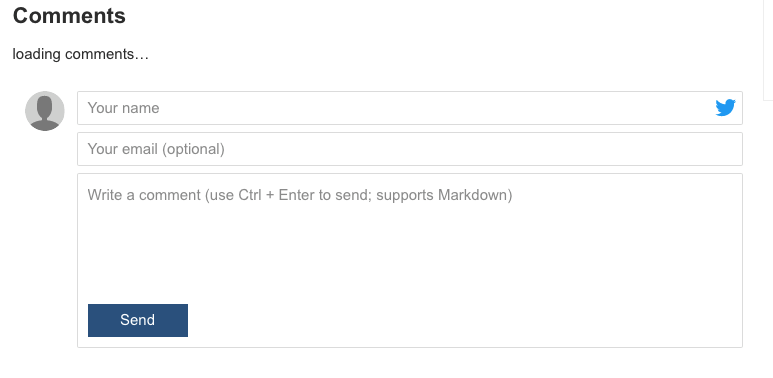 Comments
loading comments…
Your name
Your email (optional)
Write a comment (use Ctrl + Enter to send; supports Markdown)
Send